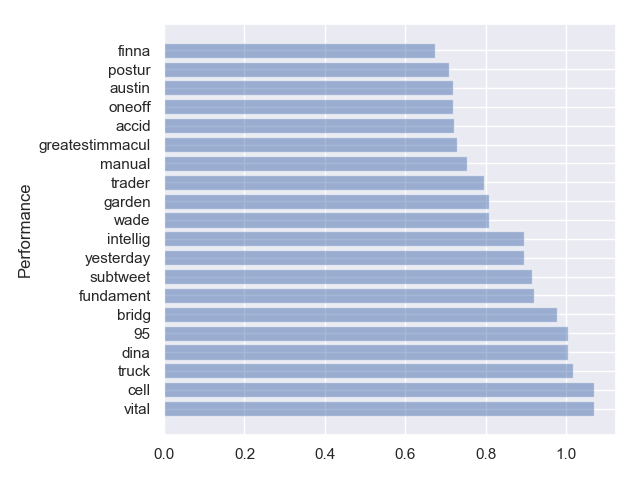 finna
postur
austin
oneoff
accid
greatestimmacul
manual
trader
garden
wade
intellig
yesterday
subtweet
fundament
bridg
95
dina
truck
cell
vital
Performance
0.0 0.2 0.4 0.6 0.8 1.0